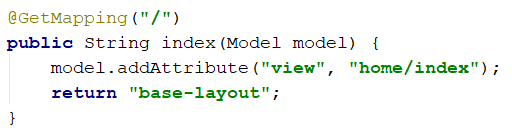 @GetMapping("/")
public String index(Model model) {
    model.addAttribute("view", "home/index");
    return "base-layout";
}